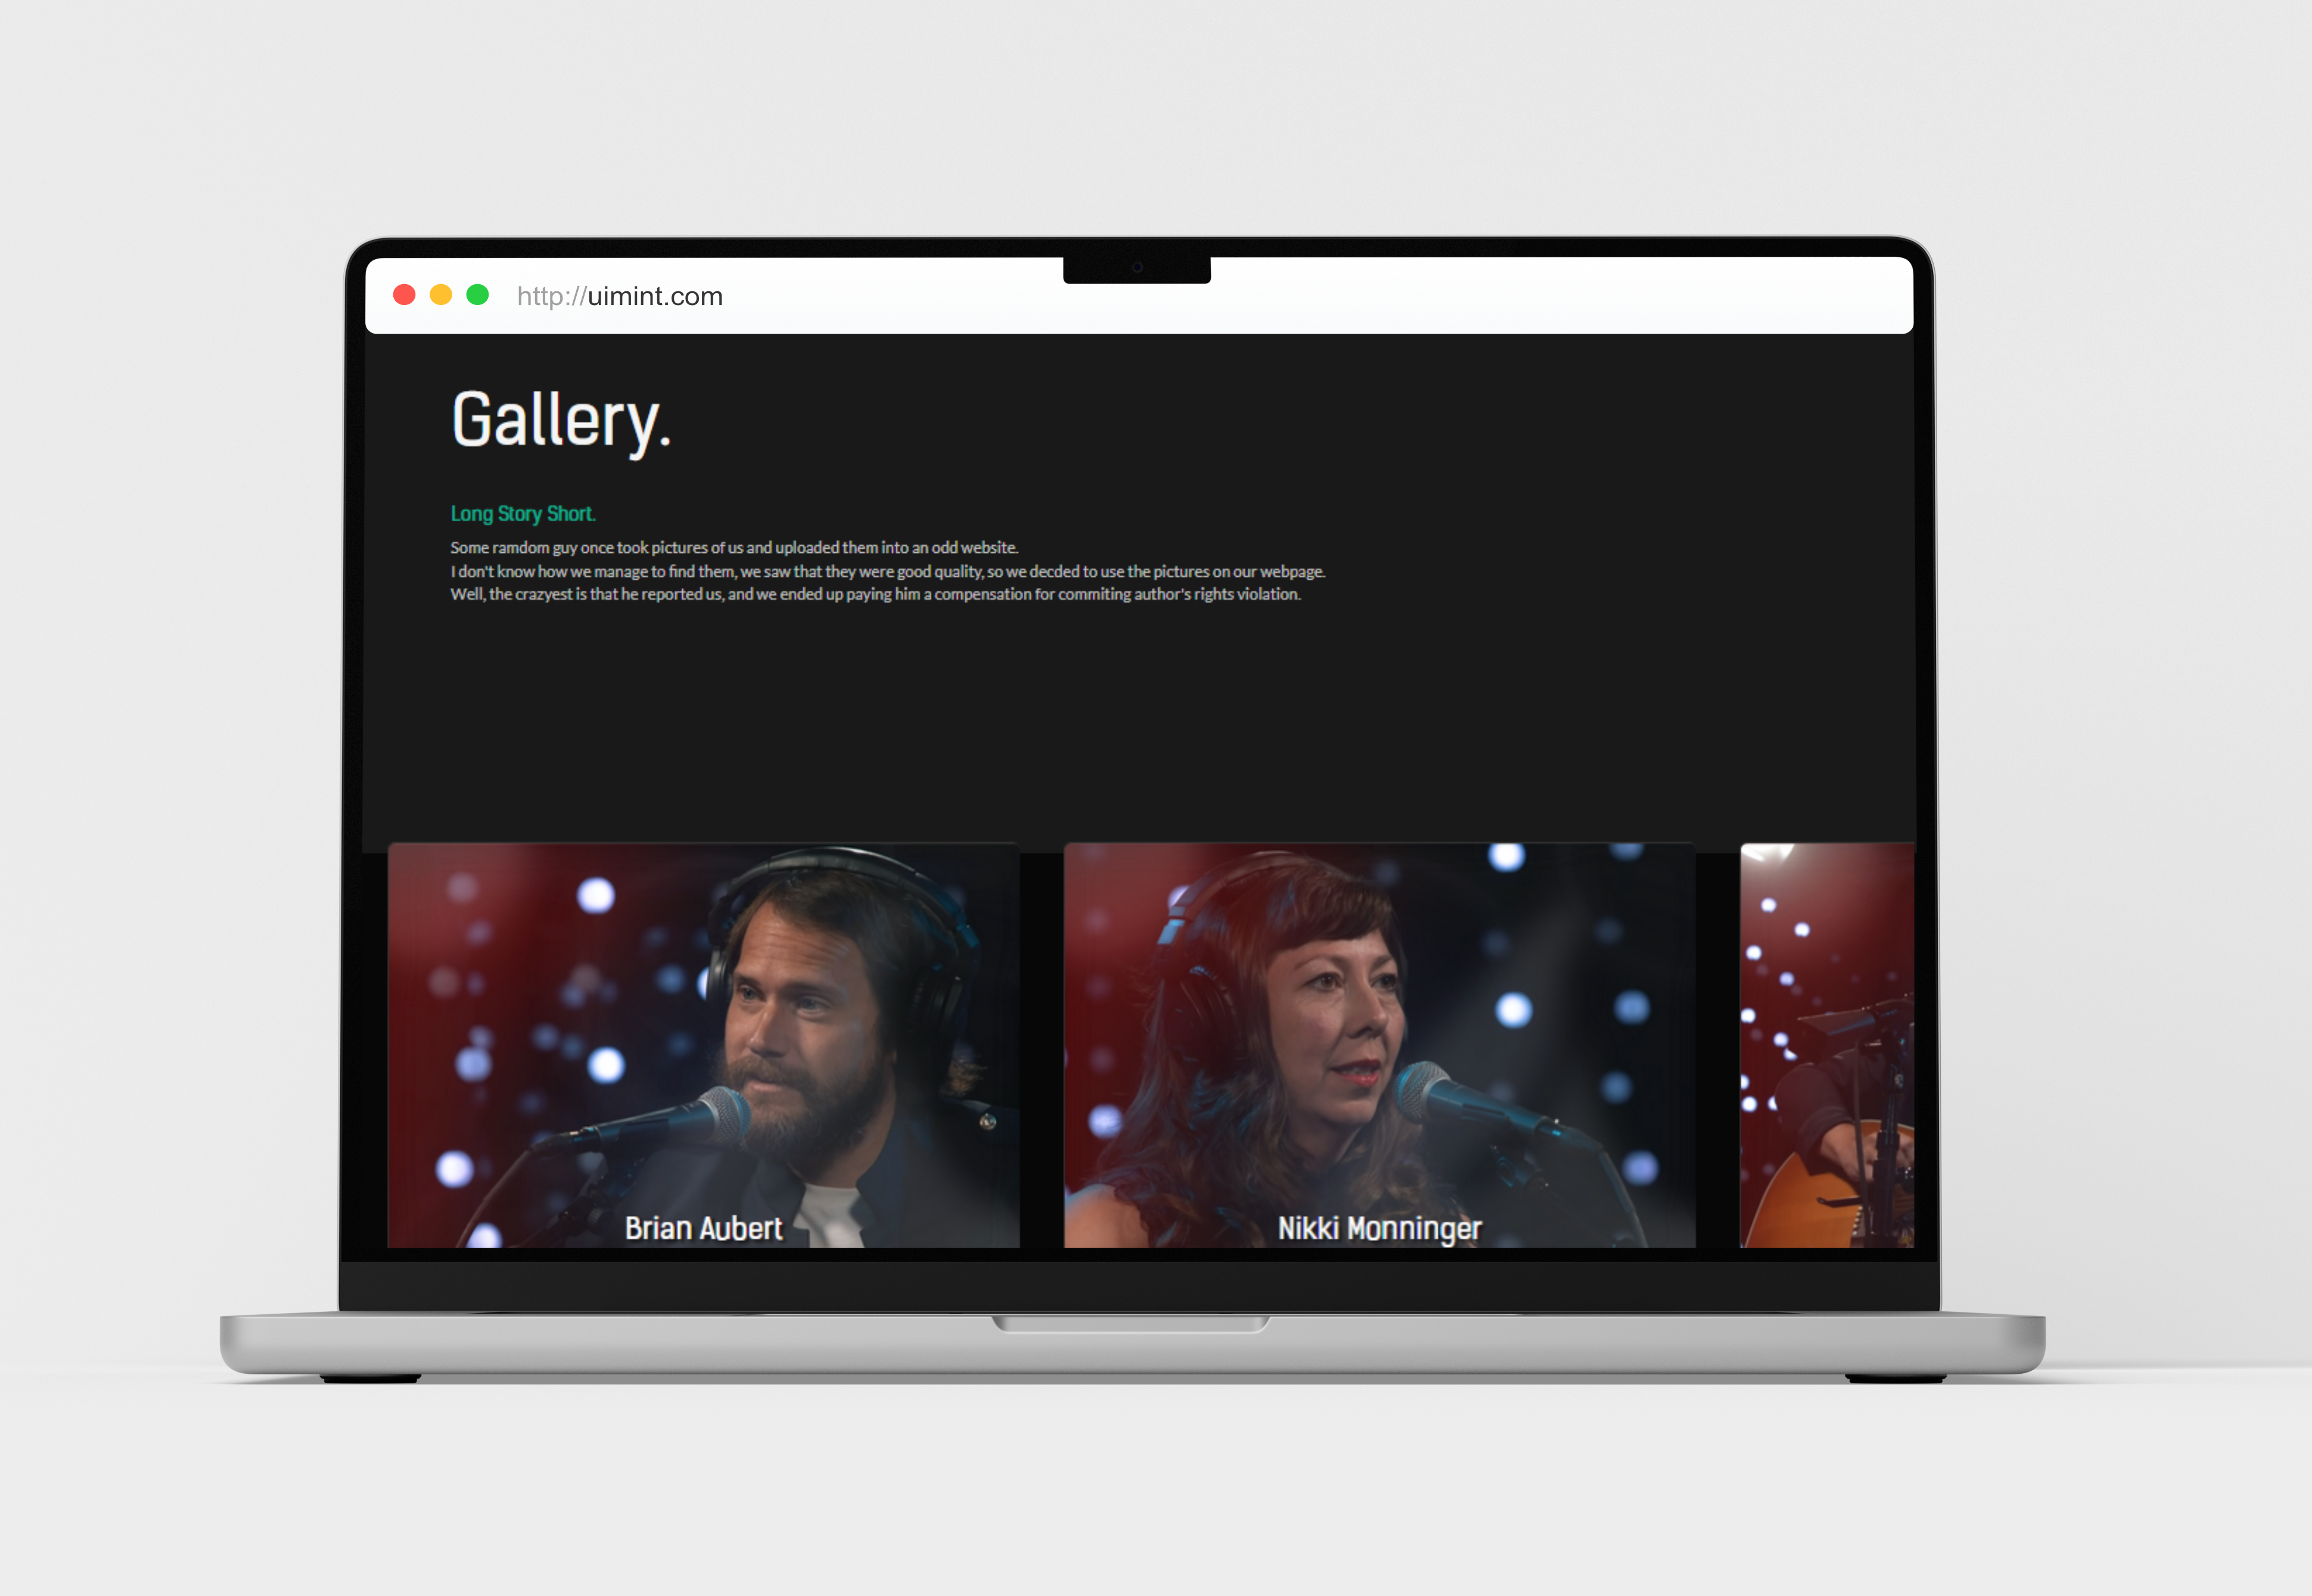 http://uimint.com
Gallery.
Long Story Short.
Some ramdom guy once took pictures of us and uploaded them into an odd website.
I don't know how we manage to find them, we saw that they were good quality, so we decded to use the pictures on our webpage.
Well, the crazyest is that he reported us, and we ended up paying him a compensation for commiting author's rights violation.
Brian Aubert
Nikki Monninger